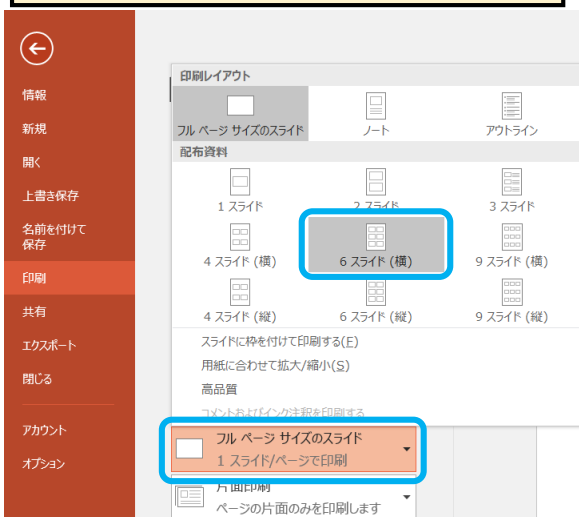 情報
新規
開く
上書き保存
名前を付けて
保存
印刷
共有
エクスポート
閉じる
アカウント
オプション
印刷レイアウト
フル ページ サイズのスライド
ノート
アウトライン
配布資料
1 スライド
2 スライド
3 スライド
4 スライド (横)
6 スライド (横)
9 スライド (横)
4 スライド (縦)
6 スライド (縦)
9 スライド (縦)
スライドに枠を付けて印刷する(F)
用紙に合わせて拡大/縮小(S)
高品質
コメントおよびインク注釈を印刷する
フル ページ サイズのスライド
1 スライド/ページで印刷
片面印刷
ページの片面のみを印刷します